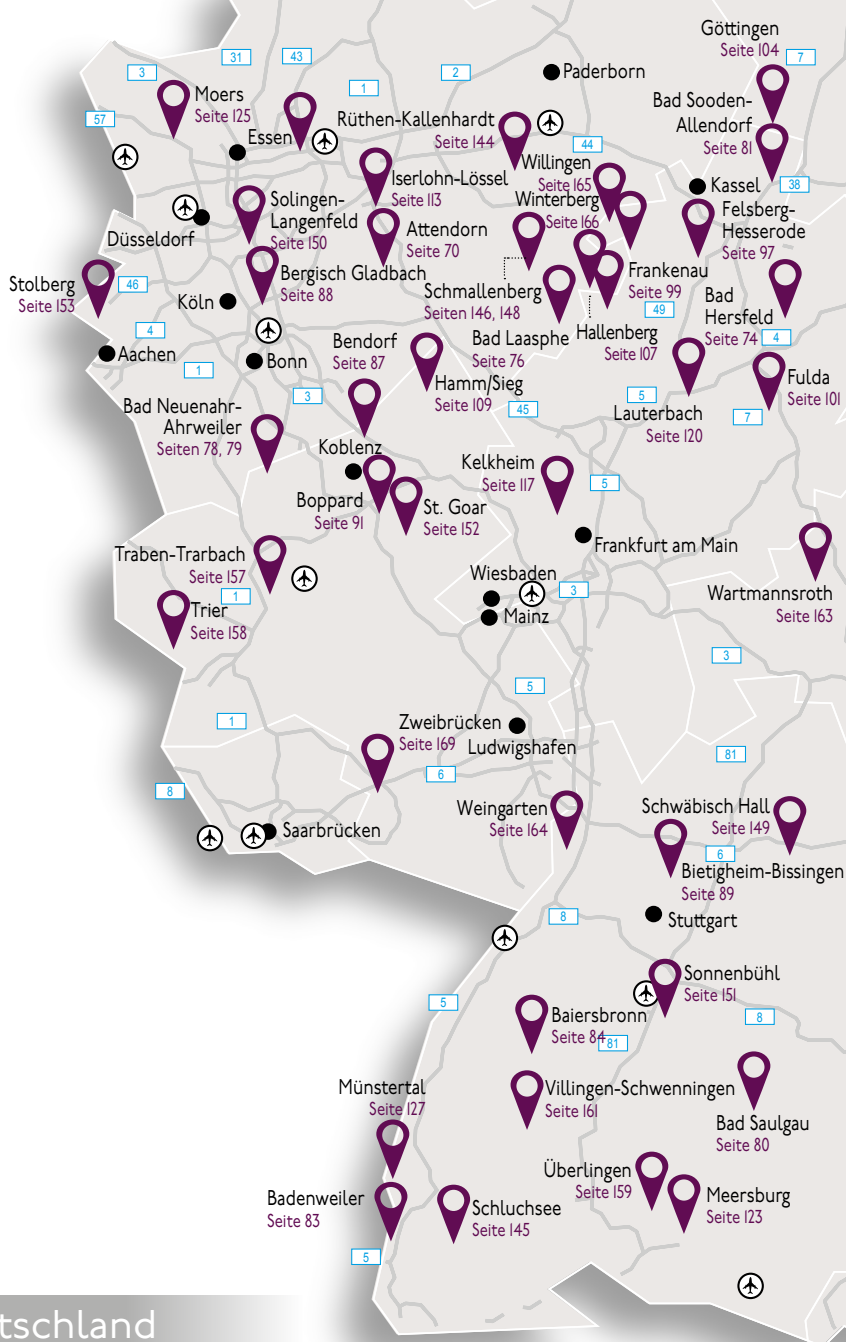 Göttingen
Seite 104
7
31
43
3
2
1
Paderborn
Moers
Seite 125
Bad Sooden-
Allendorf
Seite 81
57
Rüthen-Kallenhardt
Seite 144
Essen
44
Willingen
Seite 165
Iserlohn-Lössel
Seite 113
Kassel
38
Solingen-
Langenfeld
Seite 150
Winterberg
Seite 166
Felsberg-
Hesserode
Seite 97
Düsseldorf
Attendorn
Seite 70
Bergisch Gladbach
Seite 88
Frankenau
Seite 99
Stolberg
Seite 153
46
Schmallenberg
Seiten 146, 148
Köln
49
Bad
Hersfeld
Seite 74
4
4
Hallenberg
Seite 107
Bad Laasphe
Seite 76
Bendorf
Seite 87
Aachen
Bonn
1
Hamm/Sieg
Seite 109
Fulda
Seite 101
3
5
45
7
Bad Neuenahr-
Ahrweiler
Seiten 78, 79
Lauterbach
Seite 120
Koblenz
Kelkheim
Seite 117
5
Boppard
Seite 91
St. Goar
Seite 152
Frankfurt am Main
Traben-Trarbach
Seite 157
Wiesbaden
3
Wartmannsroth
Seite 163
1
Trier
Seite 158
Mainz
3
5
1
Zweibrücken
Seite 169
Ludwigshafen
81
6
8
Weingarten
Seite 164
Schwäbisch Hall
Seite 149
Saarbrücken
6
Bietigheim-Bissingen
Seite 89
8
Stuttgart
Sonnenbühl
Seite 151
5
Baiersbronn
Seite 84
8
81
Münstertal
Seite 127
Villingen-Schwenningen
Seite 161
Bad Saulgau
Seite 80
Überlingen
Seite 159
Badenweiler
Seite 83
Schluchsee
Seite 145
Meersburg
Seite 123
5
tschland